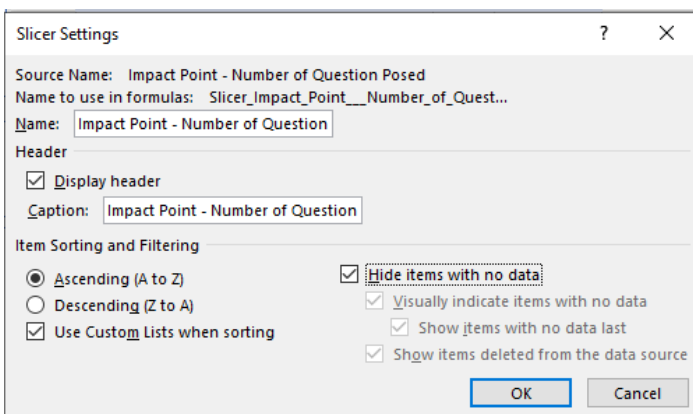 Slicer Settings ? ×
Source Name: Impact Point - Number of Question Posed
Name to use in formulas: Slicer_Impact_Point___Number_of_Quest...
Name: Impact Point - Number of Question
Header
Display header
Caption: Impact Point - Number of Question
Item Sorting and Filtering
Ascending (A to Z)
Hide items with no data
Descending (Z to A)
Visually indicate items with no data
Use Custom Lists when sorting
Show items with no data last
Show items deleted from the data source
OK Cancel